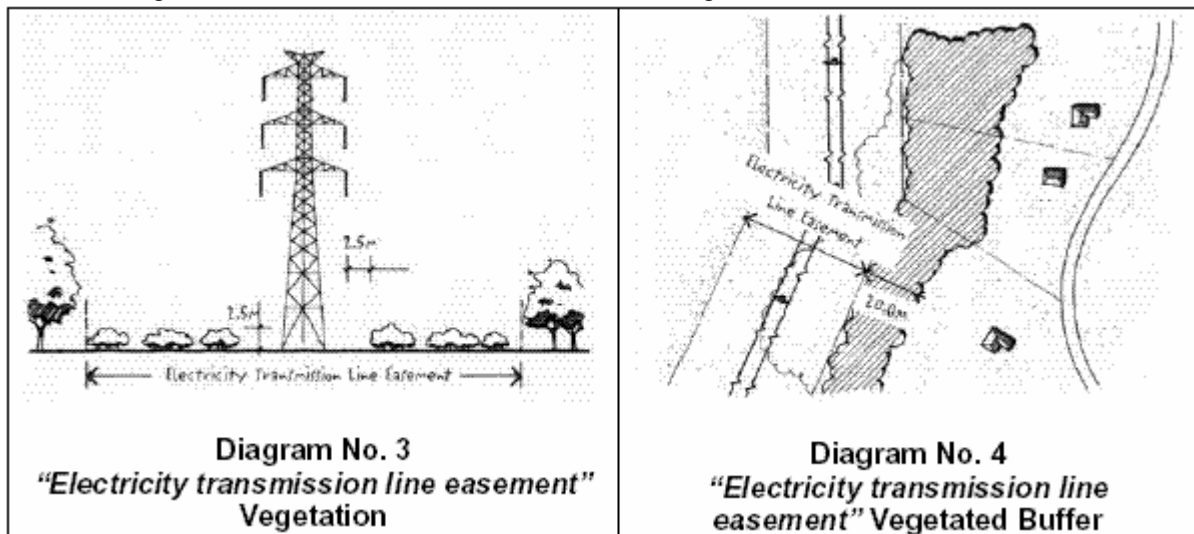 2.5m
2.5m
Electricity Transmission Line Easement
Diagram No. 3
“Electricity transmission line easement”
Vegetation
Electricity Transmission
Line Easement
20.0m
Diagram No. 4
“Electricity transmission line
easement” Vegetated Buffer